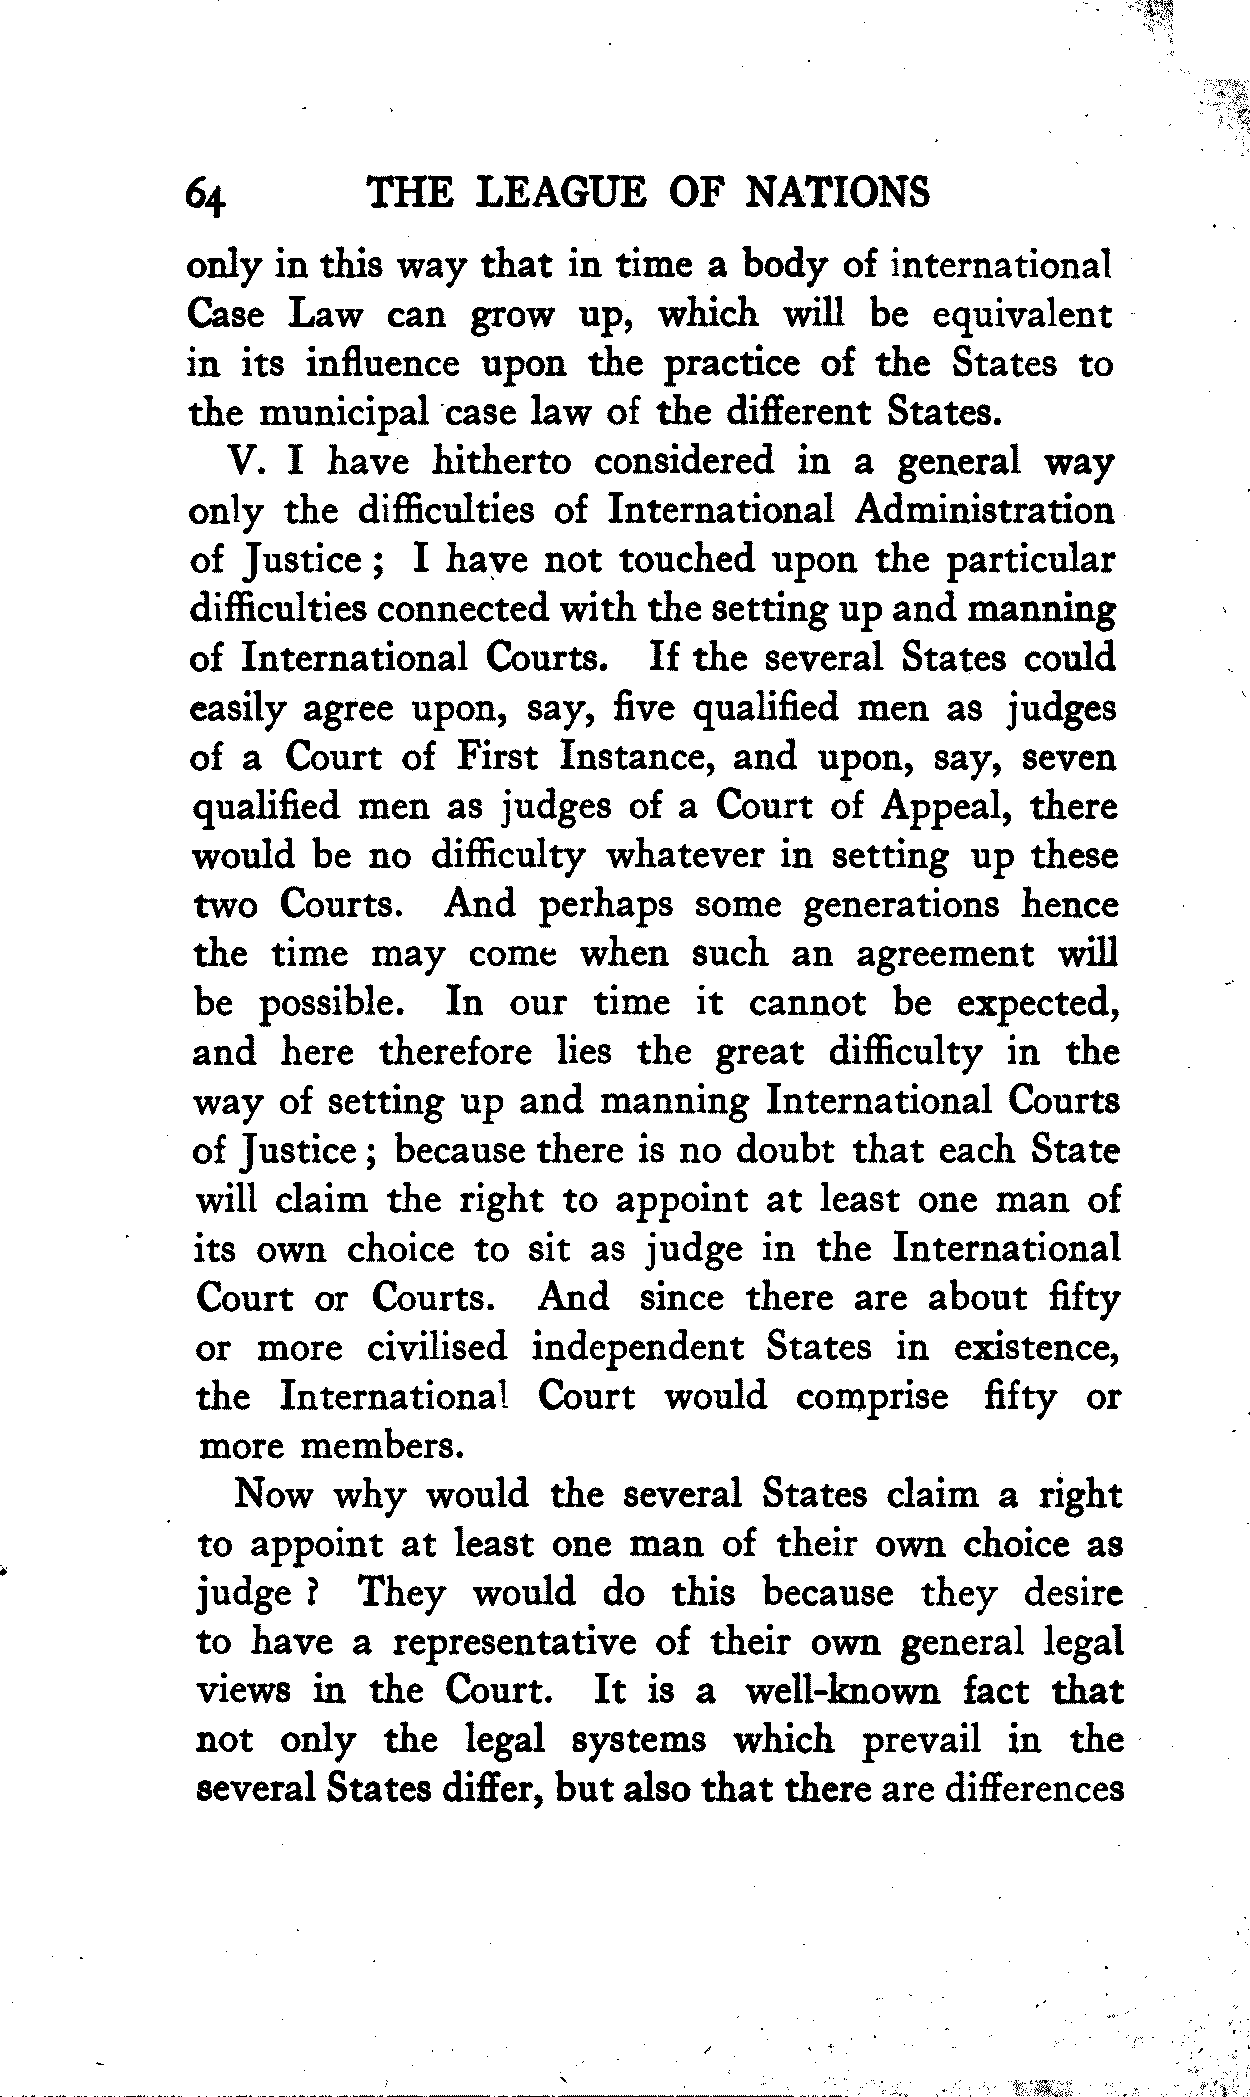 64 THE LEAGUE OF NATIONS
only in this way that in time a body of international
Case Law can grow up, which will be equivalent
in its influence upon the practice of the States to
the municipal case law of the different States.
V. I have hitherto considered in a general way
only the difficulties of International Administration
of Justice ; I have not touched upon the particular
difficulties connected with the setting up and manning
of International Courts. If the several States could
easily agree upon, say, five qualified men as judges
of a Court of First Instance, and upon, say, seven
qualified men as judges of a Court of Appeal, there
would be no difficulty whatever in setting up these
two Courts. And perhaps some generations hence
the time may come when such an agreement will
be possible. In our time it cannot be expected,
and here therefore lies the great difficulty in the
way of setting up and manning International Courts
of Justice ; because there is no doubt that each State
will claim the right to appoint at least one man of
its own choice to sit as judge in the International
Court or Courts. And since there are about fifty
or more civilised independent States in existence,
the International Court would comprise fifty or
more members.
Now why would the several States claim a right
to appoint at least one man of their own choice as
judge ? They would do this because they desire
to have a representative of their own general legal
views in the Court. It is a well-known fact that
not only the legal systems which prevail in the
several States differ, but also that there are differences